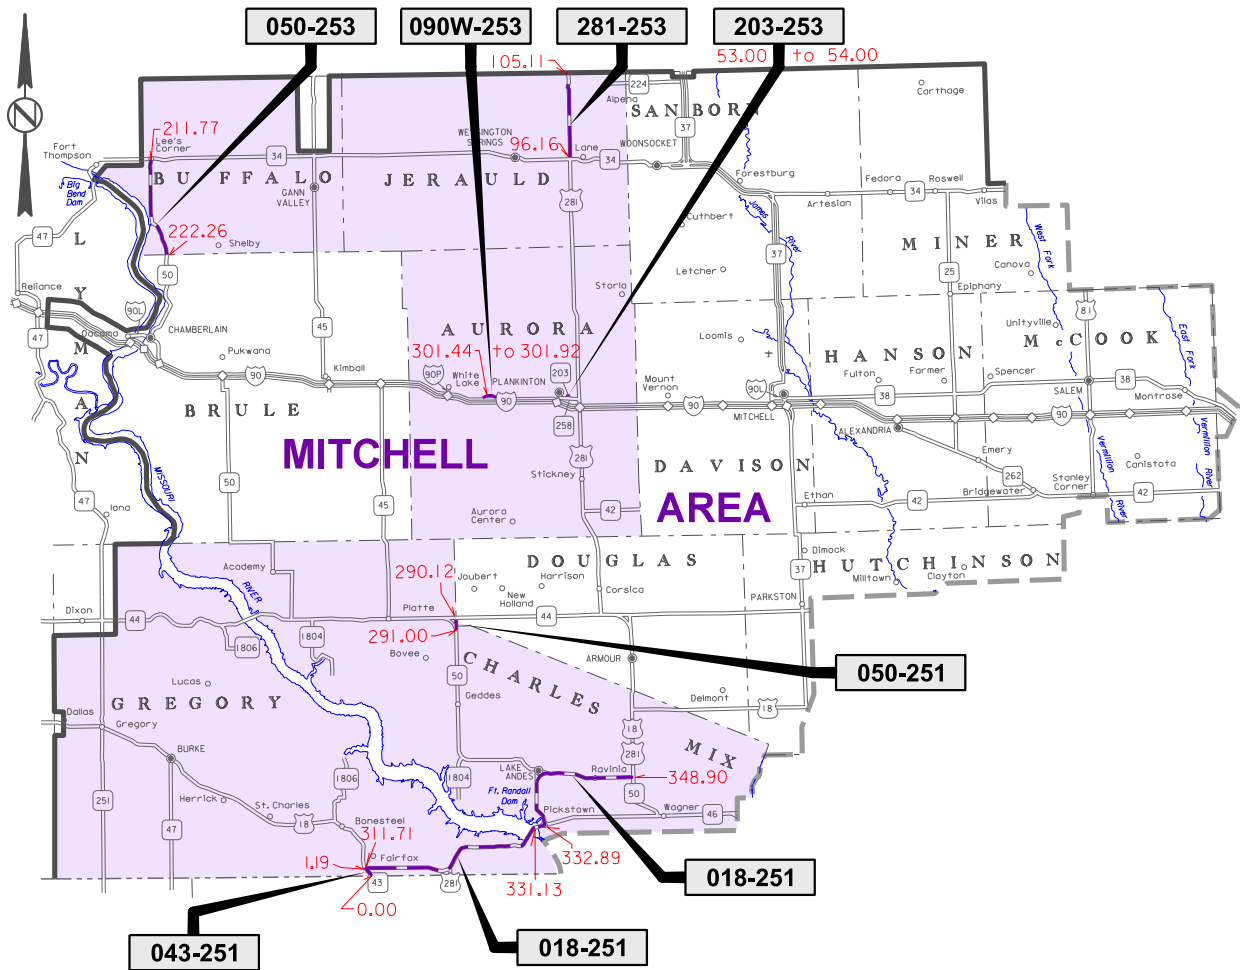 050-253
090W-253
281-253
203-253
53.00 to 54.00
105.11
N
224
Alpena
SANBORN
Carthage
37
211.77
Lee's
Corner
Fort
Thompson
34
WESSINGTON
SPRINGS
96.16
Lane
34
WOONSOCKET
Big
Bend
Dam
BUFFALO
JERAULD
GANN
VALLEY
Forestburg
Fedora
34
Roswell
Vilas
Artesian
281
James
River
Cuthbert
47
LYMAN
222.26
Shelby
37
MINER
West Fork
50
Letcher
25
Canova
Reliance
90L
Storla
Epiphany
Oacoma
CHAMBERLAIN
45
AURORA
81
Unityville
47
Loomis
McCOOK
East Fork
Pukwana
301.44 to 301.92
HANSON
90
Kimball
90P
White
Lake
PLANKINTON
203
Mount
Vernon
90L
Fulton
Farmer
Spencer
SALEM
38
Montrose
BRULE
90
258
90
MITCHELL
38
90
ALEXANDRIA
MITCHELL
281
Stickney
DAVISON
Emery
262
Vermillion
River
Vermillion
River
Canistota
50
MISSOURI
47
Iona
45
Aurora
Center
42
AREA
Ethan
42
Bridgewater
Stanley
Corner
42
DOUGLAS
Dimock
HUTCHINSON
Academy
RIVER
290.12
Joubert
Harrison
New
Holland
Corsica
37
Milltown
Clayton
Dixon
44
Platte
44
PARKSTON
1806
1804
291.00
Bovee
ARMOUR
050-251
50
CHARLES
MIX
GREGORY
Lucas
Geddes
Delmont
18
Dallas
Gregory
18
281
BURKE
1806
1804
LAKE
ANDES
Ravinia
348.90
251
Herrick
St. Charles
18
Ft. Randall
Dam
50
Pickstown
Wagner
46
47
Bonesteel
311.71
1.19
Fairfax
332.89
43
281
331.13
018-251
0.00
043-251
018-251